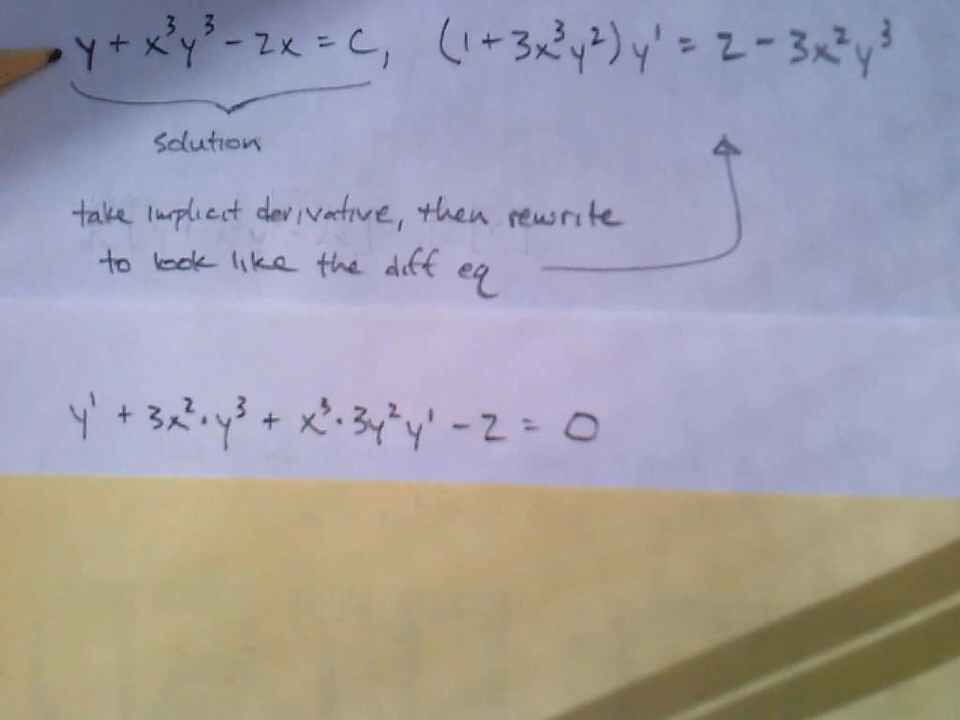 y + x³y³ - 2x = C, (1 + 3x³y²) y' = 2 - 3x²y³
solution
take implicit derivative, then rewrite
to look like the diff eq
y' + 3x²·y³ + x³·3y²y' - 2 = 0